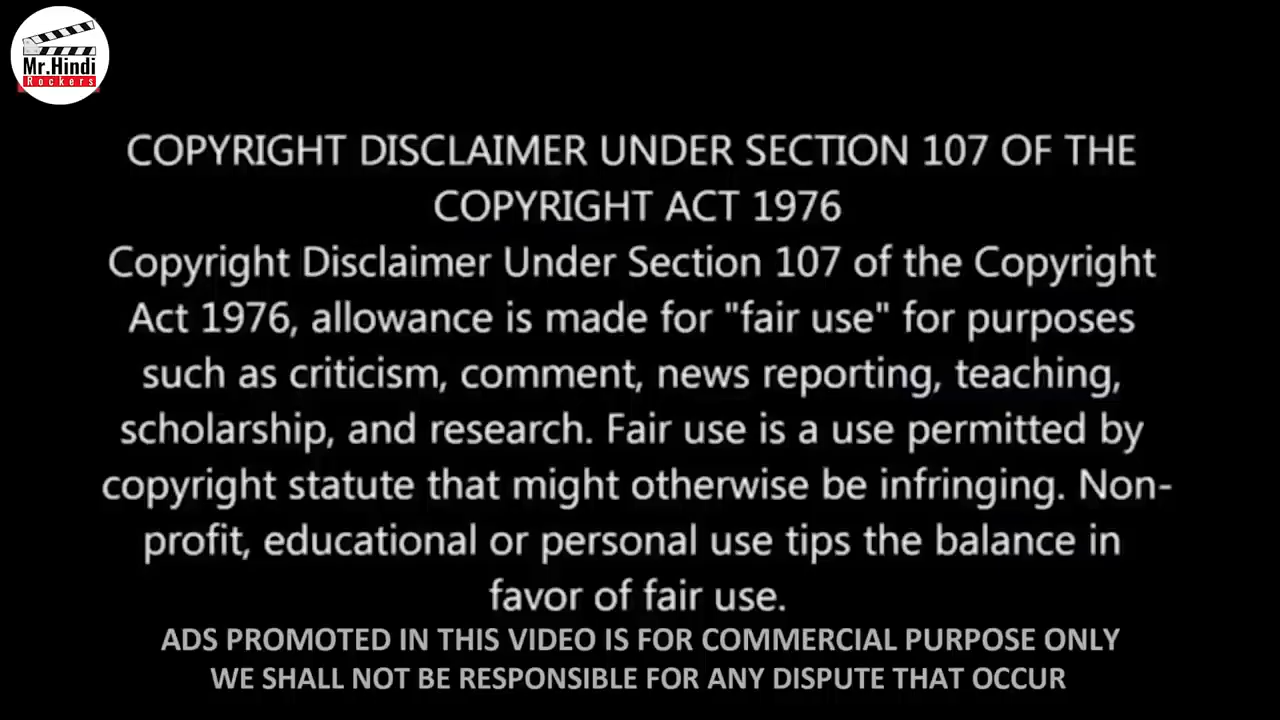 Mr.Hindi
Rockers
COPYRIGHT DISCLAIMER UNDER SECTION 107 OF THE
COPYRIGHT ACT 1976
Copyright Disclaimer Under Section 107 of the Copyright
Act 1976, allowance is made for "fair use" for purposes
such as criticism, comment, news reporting, teaching,
scholarship, and research. Fair use is a use permitted by
copyright statute that might otherwise be infringing. Non-
profit, educational or personal use tips the balance in
favor of fair use.
ADS PROMOTED IN THIS VIDEO IS FOR COMMERCIAL PURPOSE ONLY
WE SHALL NOT BE RESPONSIBLE FOR ANY DISPUTE THAT OCCUR